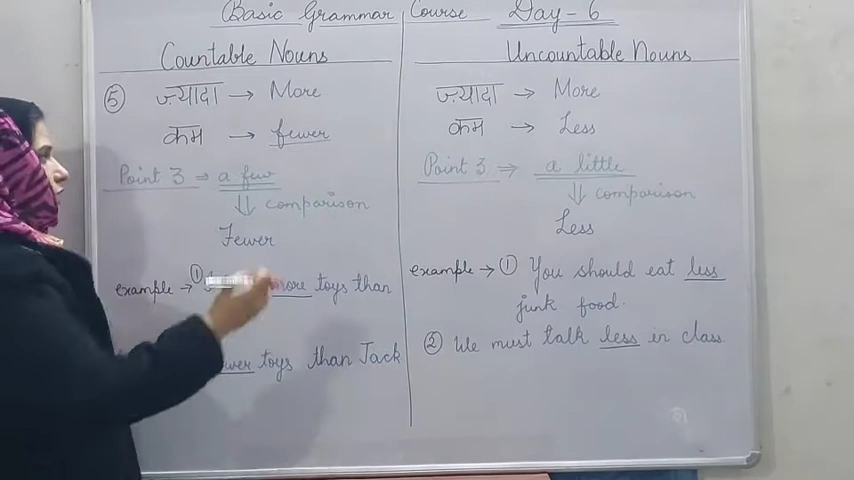 Basic Grammar Course Day-6
Countable Nouns
⑤ ज़्यादा → More
कम → fewer
Point 3 ⇒ a few
⇓ comparison
Fewer
example → ① more toys than
toys than Jack
Uncountable Nouns
ज़्यादा → More
कम → Less
Point 3 ⇒ a little
⇓ comparison
Less
example → ① You should eat less
junk food.
② We must talk less in class